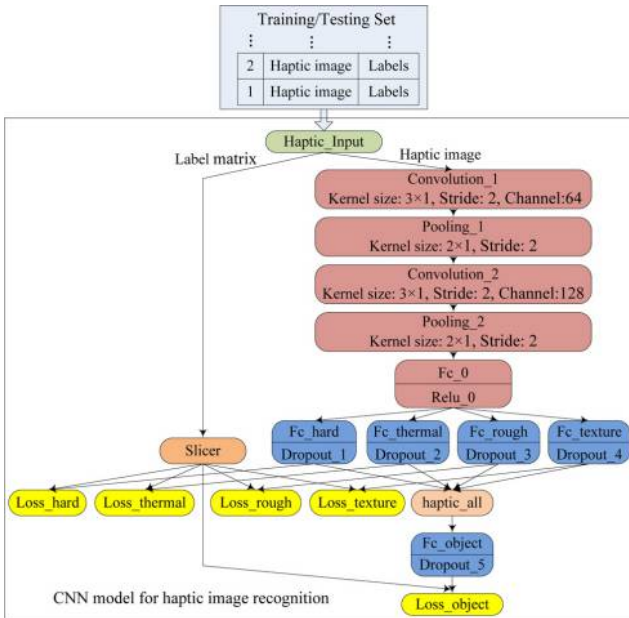 Training/Testing Set
⋮ ⋮ ⋮
2 Haptic image Labels
1 Haptic image Labels
Haptic_Input
Label matrix
Haptic image
Convolution_1
Kernel size: 3×1, Stride: 2, Channel:64
Pooling_1
Kernel size: 2×1, Stride: 2
Convolution_2
Kernel size: 3×1, Stride: 2, Channel:128
Pooling_2
Kernel size: 2×1, Stride: 2
Fc_0
Relu_0
Fc_hard Fc_thermal Fc_rough Fc_texture
Slicer Dropout_1 Dropout_2 Dropout_3 Dropout_4
Loss_hard Loss_thermal Loss_rough Loss_texture haptic_all
Fc_object
Dropout_5
CNN model for haptic image recognition
Loss_object